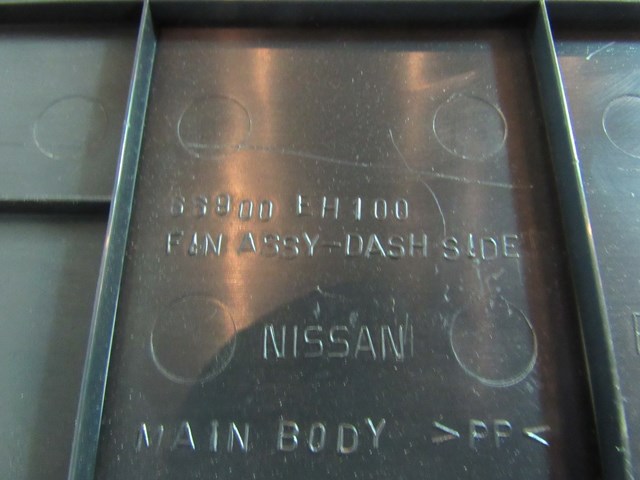 66900 EH100
FIN ASSY-DASH SIDE
NISSAN
MAIN BODY >PP<